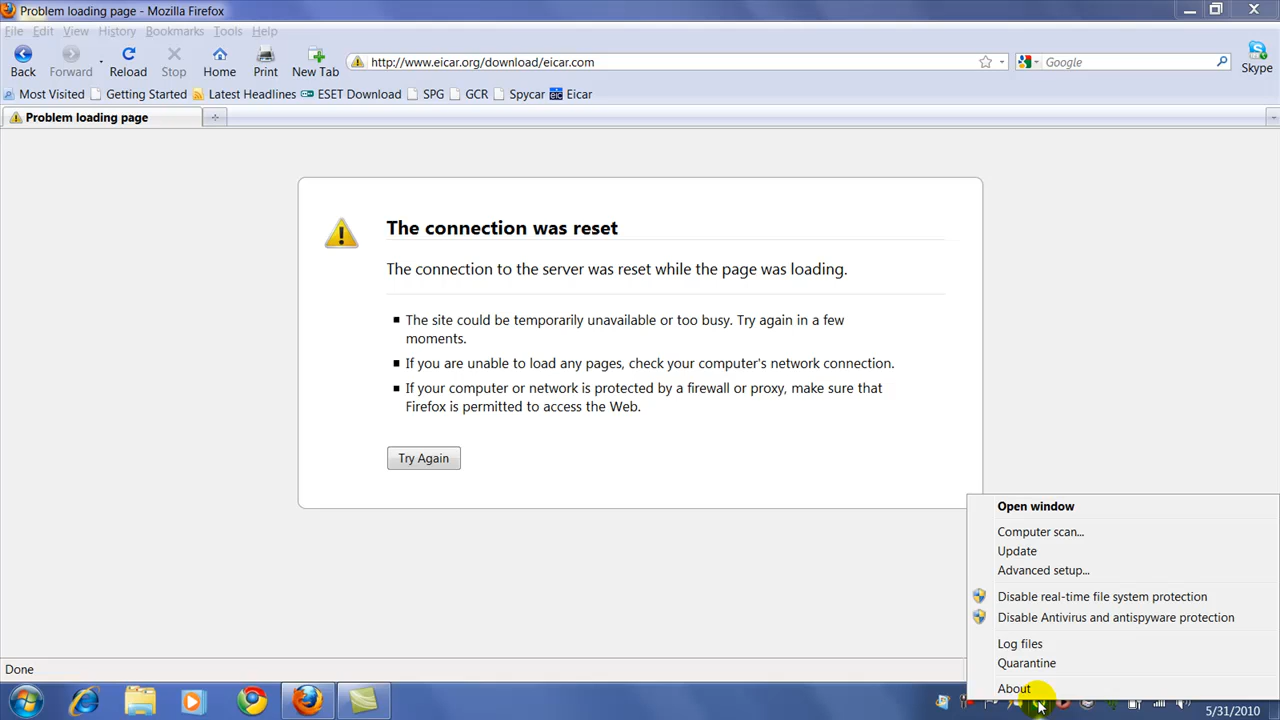 Problem loading page - Mozilla Firefox
File Edit View History Bookmarks Tools Help
Back Forward Reload Stop Home Print New Tab
http://www.eicar.org/download/eicar.com
Google
Skype
Most Visited Getting Started Latest Headlines ESET Download SPG GCR Spycar Eicar
Problem loading page
The connection was reset
The connection to the server was reset while the page was loading.
The site could be temporarily unavailable or too busy. Try again in a few
moments.
If you are unable to load any pages, check your computer's network connection.
If your computer or network is protected by a firewall or proxy, make sure that
Firefox is permitted to access the Web.
Try Again
Open window
Computer scan...
Update
Advanced setup...
Disable real-time file system protection
Disable Antivirus and antispyware protection
Log files
Quarantine
About
Done
5/31/2010